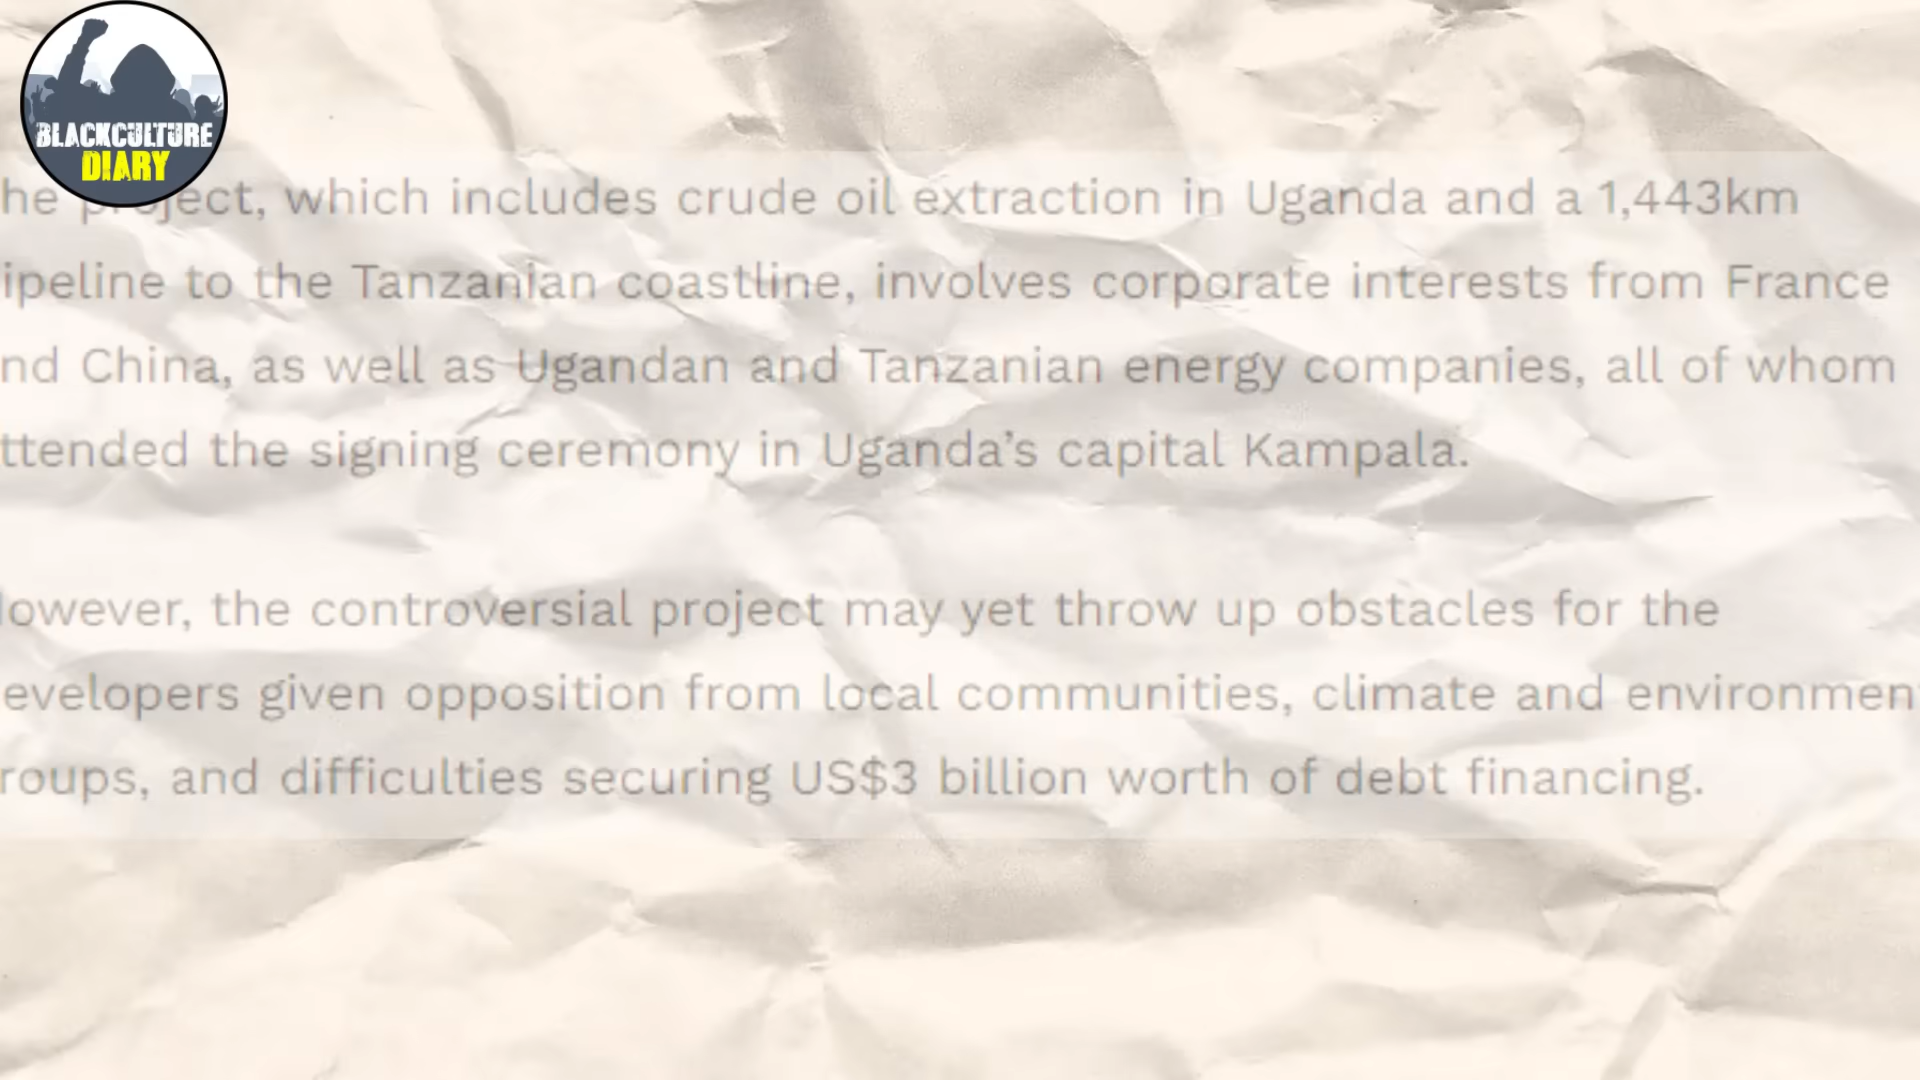 BLACKCULTURE
DIARY
he project, which includes crude oil extraction in Uganda and a 1,443km
ipeline to the Tanzanian coastline, involves corporate interests from France
nd China, as well as Ugandan and Tanzanian energy companies, all of whom
ttended the signing ceremony in Uganda’s capital Kampala.
owever, the controversial project may yet throw up obstacles for the
evelopers given opposition from local communities, climate and environmen
roups, and difficulties securing US$3 billion worth of debt financing.